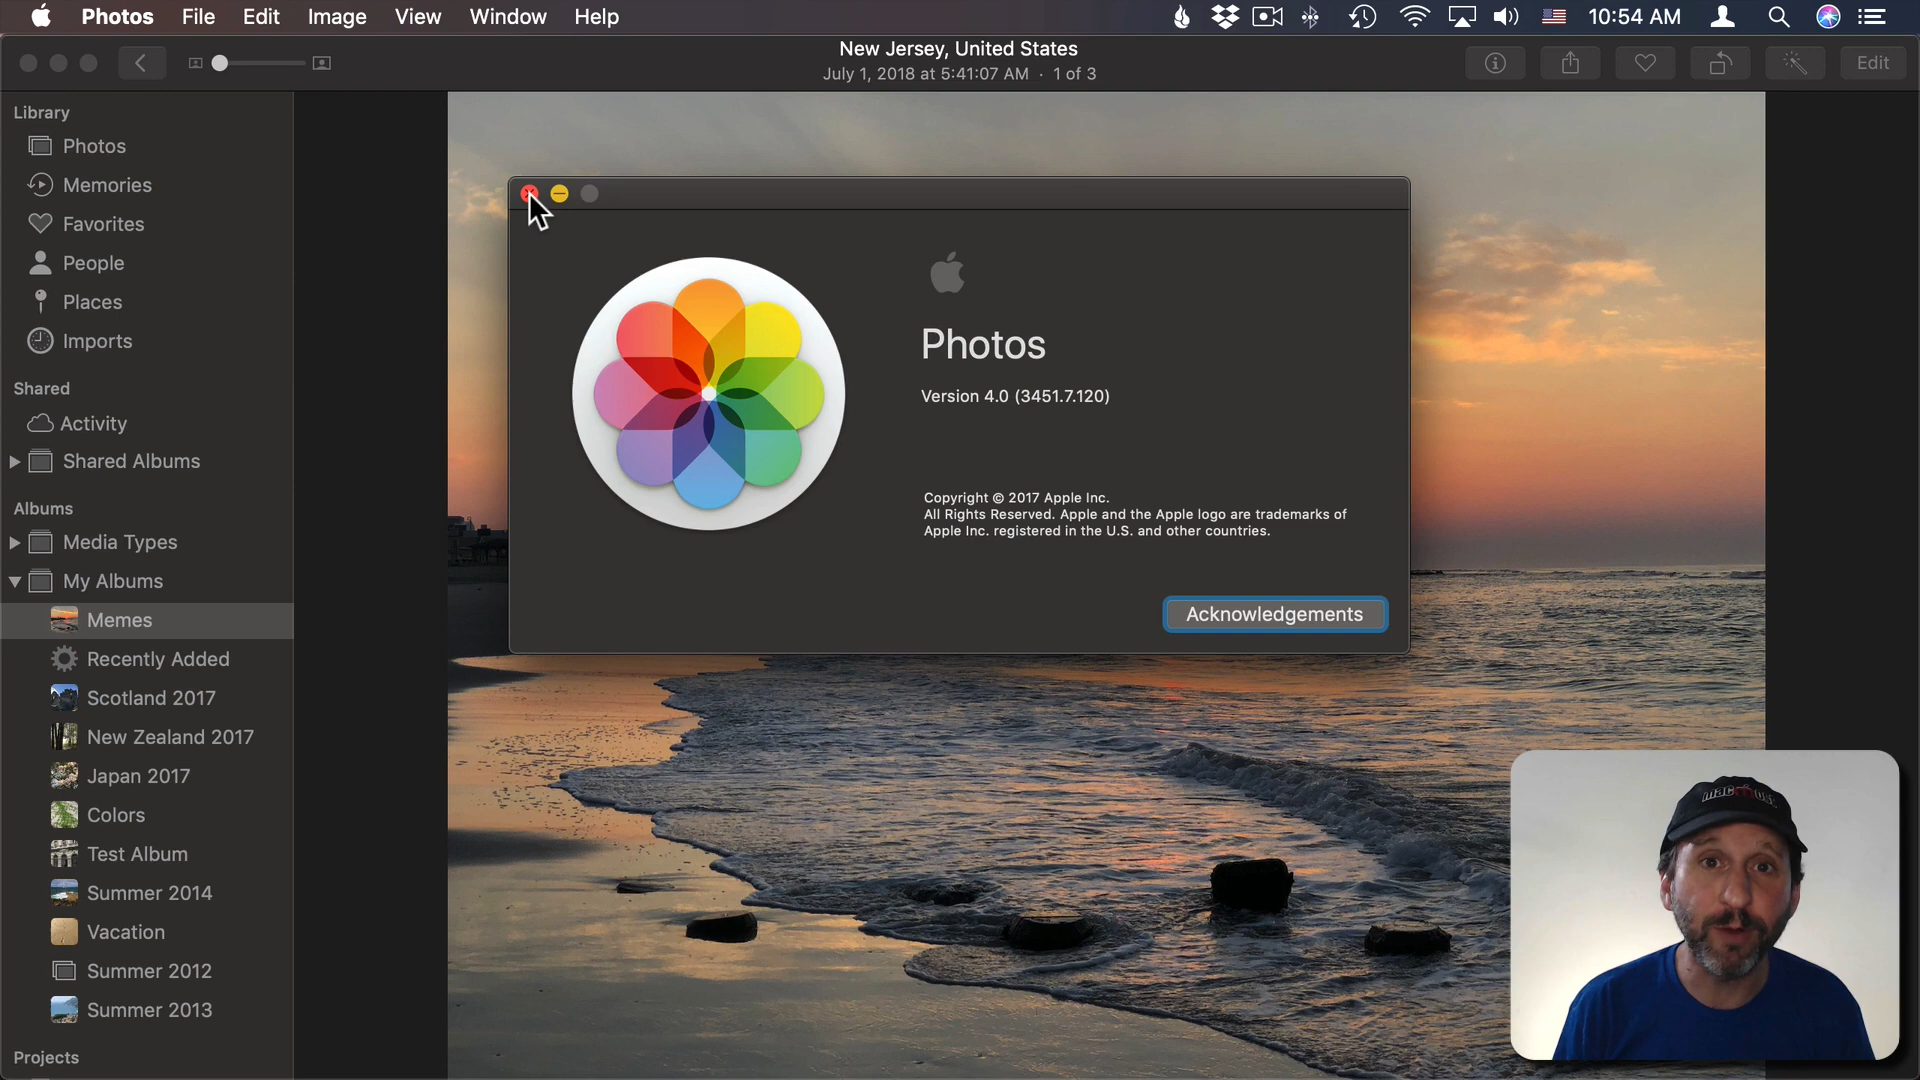 Photos File Edit Image View Window Help 10:54 AM
New Jersey, United States
July 1, 2018 at 5:41:07 AM · 1 of 3
Edit
Library
Photos
Memories
Favorites
People
Places
Imports
Shared
Activity
Shared Albums
Albums
Media Types
My Albums
Memes
Recently Added
Scotland 2017
New Zealand 2017
Japan 2017
Colors
Test Album
Summer 2014
Vacation
Summer 2012
Summer 2013
Projects
Photos
Version 4.0 (3451.7.120)
Copyright © 2017 Apple Inc.
All Rights Reserved. Apple and the Apple logo are trademarks of
Apple Inc. registered in the U.S. and other countries.
Acknowledgements